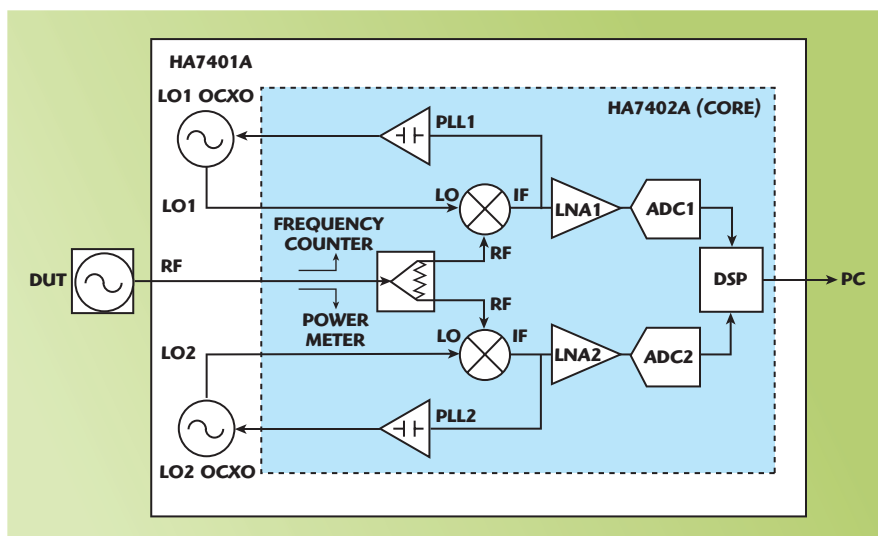 HA7401A
LO1 OCXO
HA7402A (CORE)
PLL1
LO
IF
LO1
LNA1
ADC1
FREQUENCY
COUNTER
RF
DUT
RF
DSP
PC
RF
POWER
METER
LO
IF
LO2
LNA2
ADC2
PLL2
LO2 OCXO